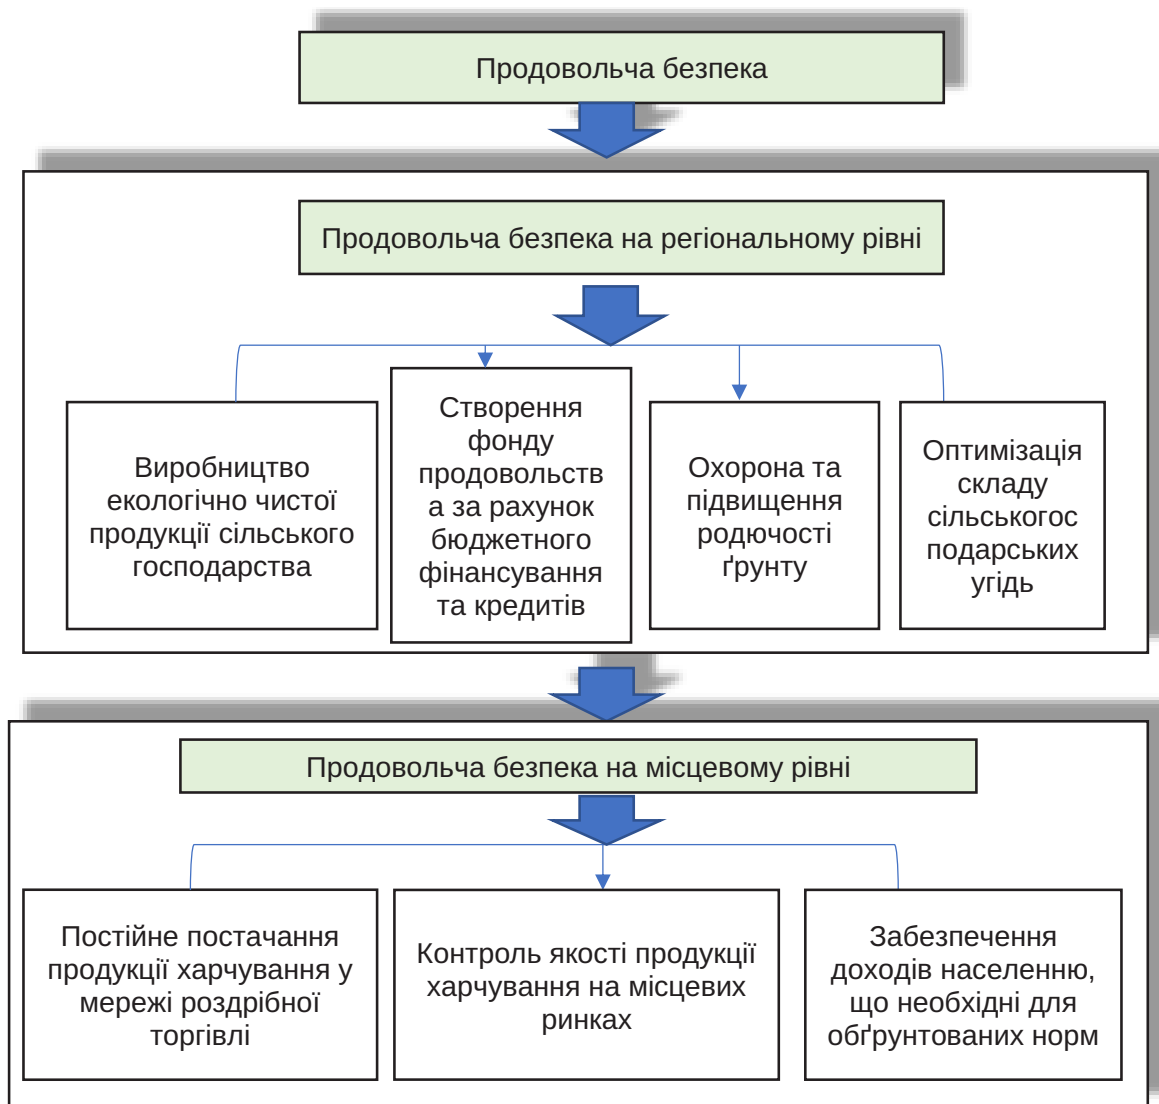 Продовольча безпека
Продовольча безпека на регіональному рівні
Виробництво
екологічно чистої
продукції сільського
господарства
Створення
фонду
продовольств
а за рахунок
бюджетного
фінансування
та кредитів
Охорона та
підвищення
родючості
ґрунту
Оптимізація
складу
сільськогос
подарських
угідь
Продовольча безпека на місцевому рівні
Постійне постачання
продукції харчування у
мережі роздрібної
торгівлі
Контроль якості продукції
харчування на місцевих
ринках
Забезпечення
доходів населенню,
що необхідні для
обґрунтованих норм